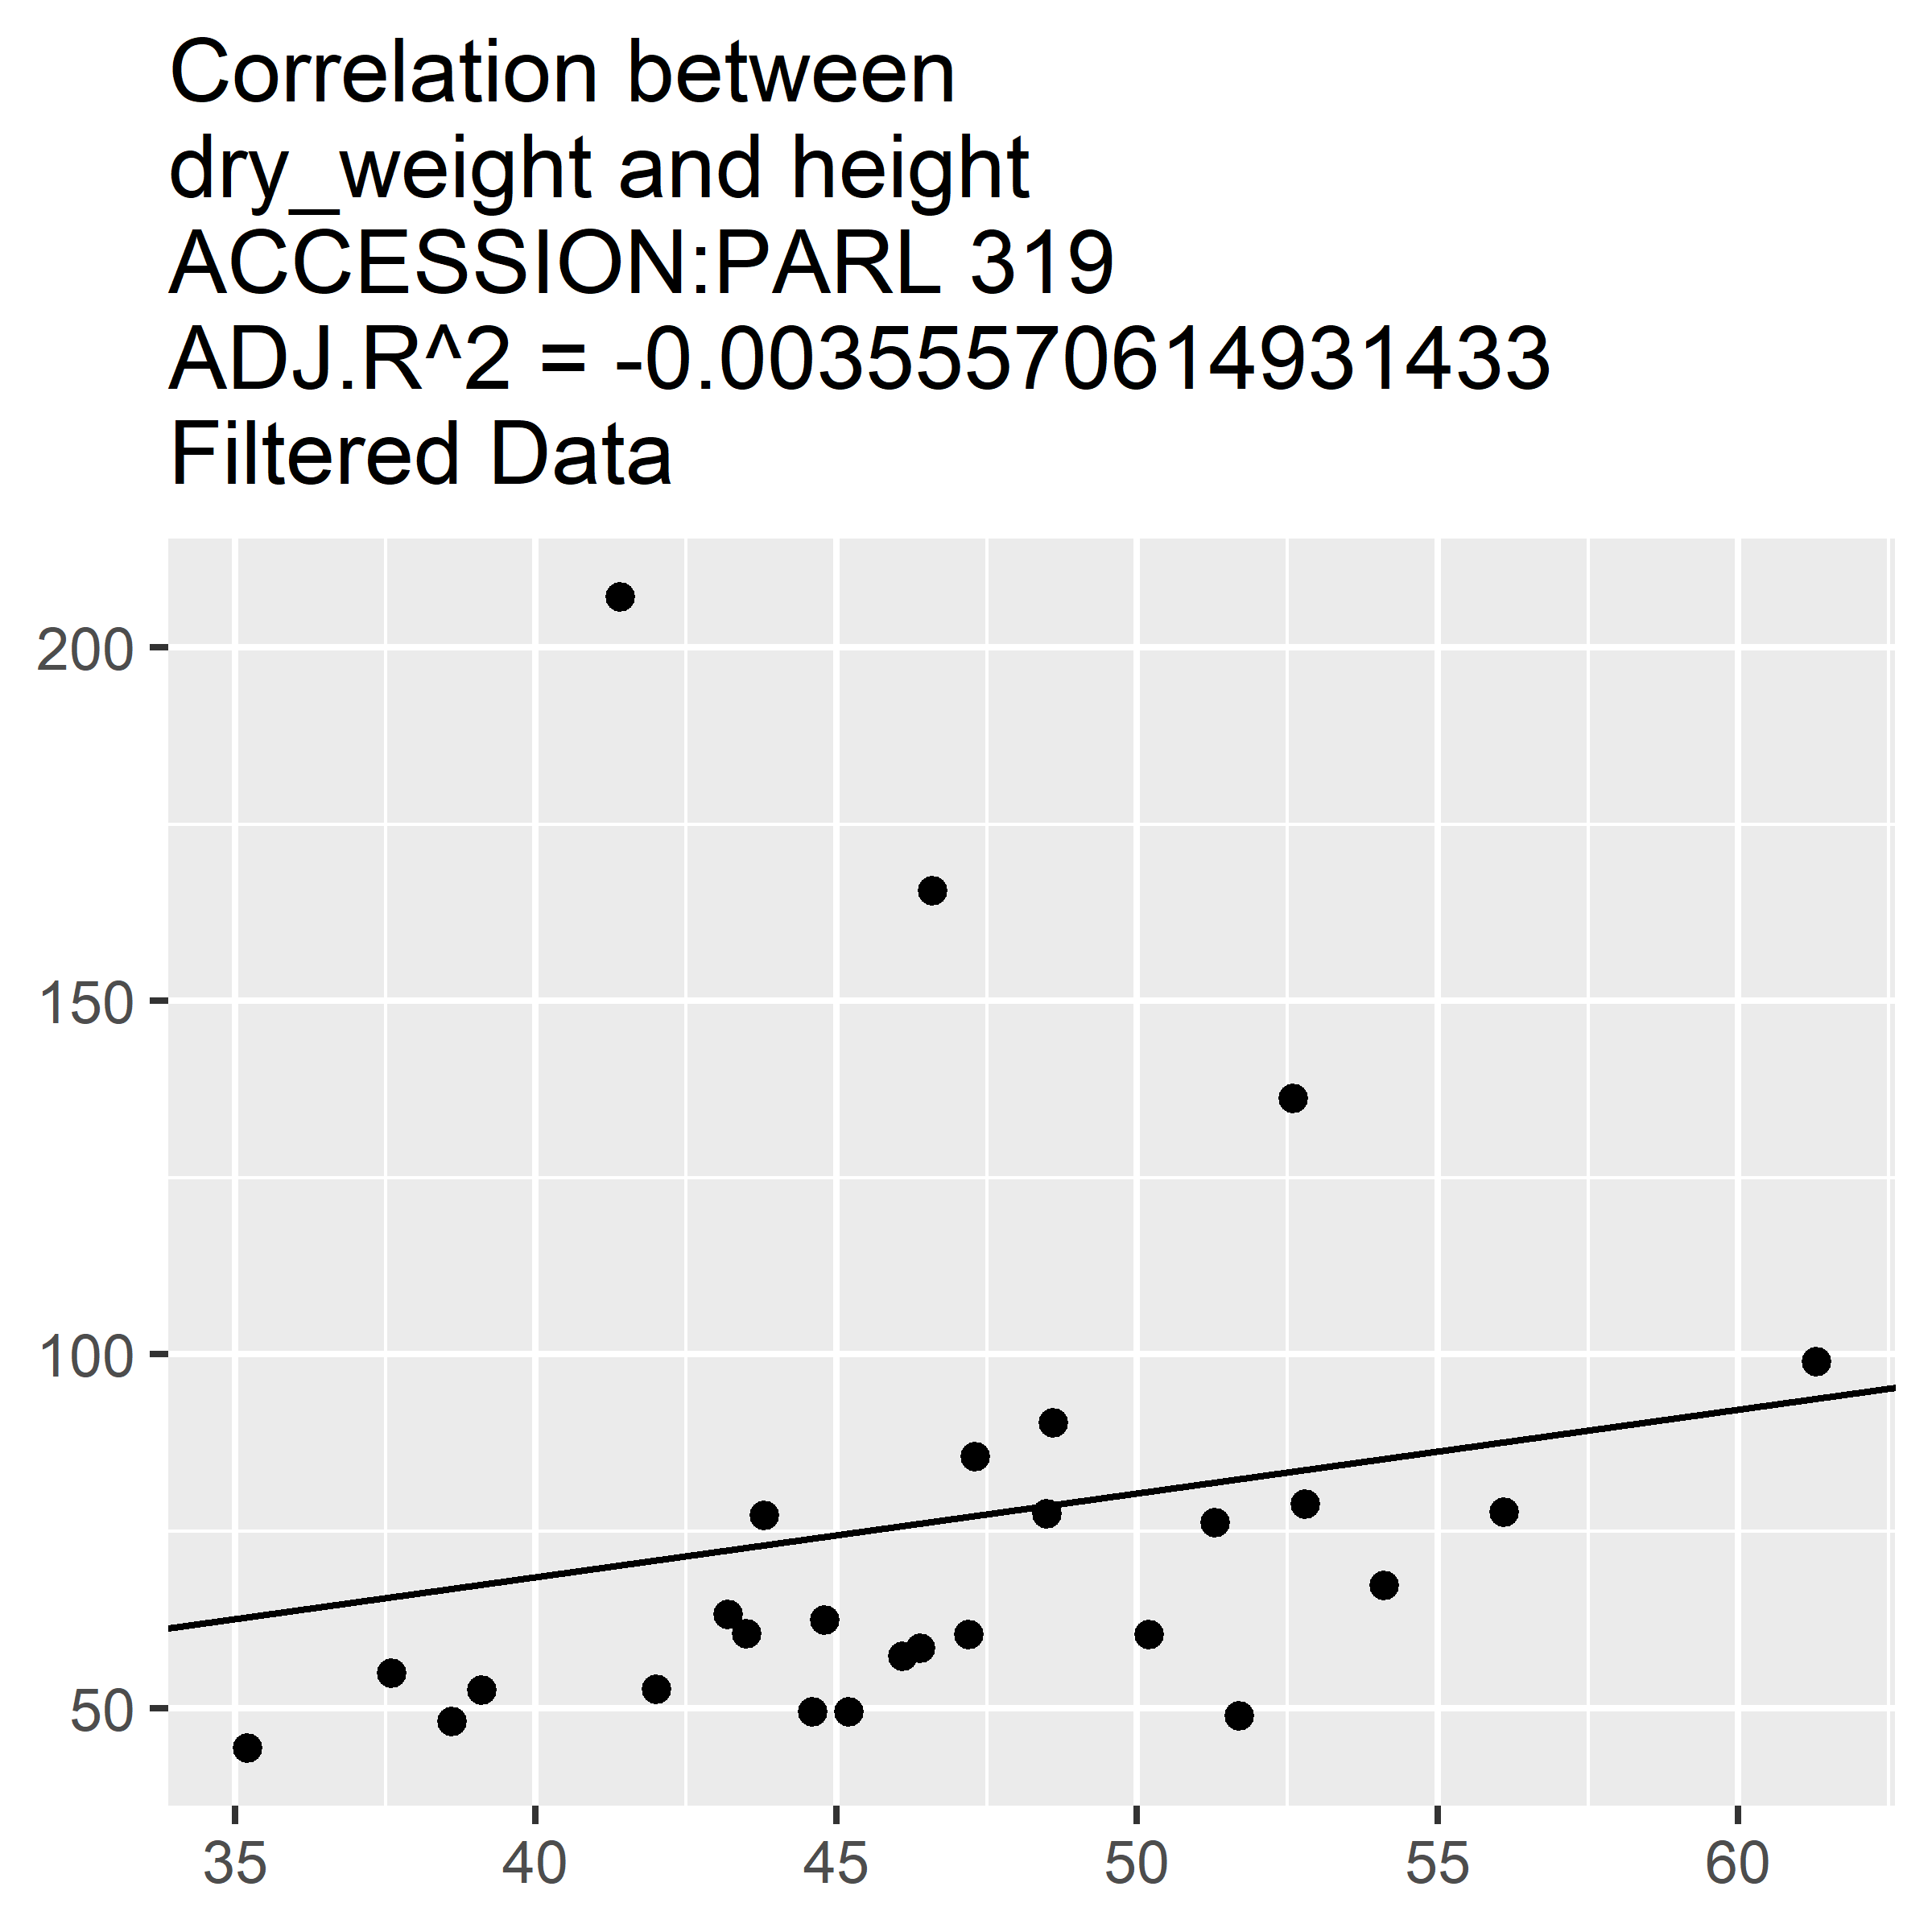 Correlation between
dry_weight and height
ACCESSION:PARL 319
ADJ.R^2 = -0.00355570614931433
Filtered Data
200
150
100
50
35 40 45 50 55 60